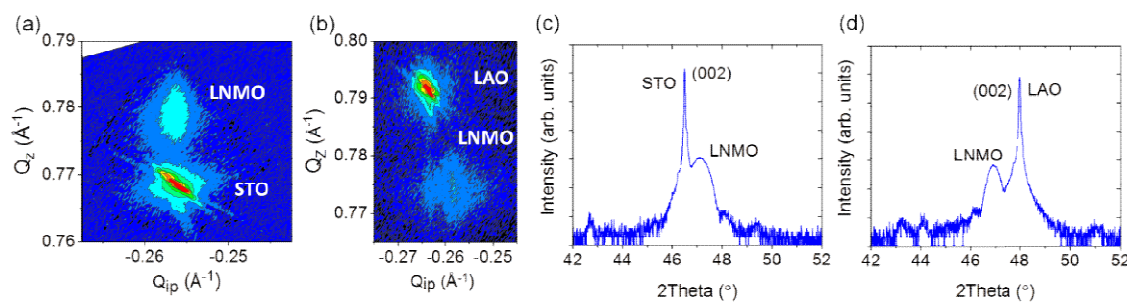 (a)
0.79
0.78
0.77
0.76
Qz (Å-1)
LNMO
STO
-0.26
-0.25
Qip (Å-1)
(b)
0.80
0.79
0.78
0.77
Qz (Å-1)
LAO
LNMO
-0.27
-0.26
-0.25
Qip (Å-1)
(c)
Intensity (arb. units)
STO
(002)
LNMO
42 44 46 48 50 52
2Theta (°)
(d)
Intensity (arb. units)
(002)
LAO
LNMO
42 44 46 48 50 52
2Theta (°)